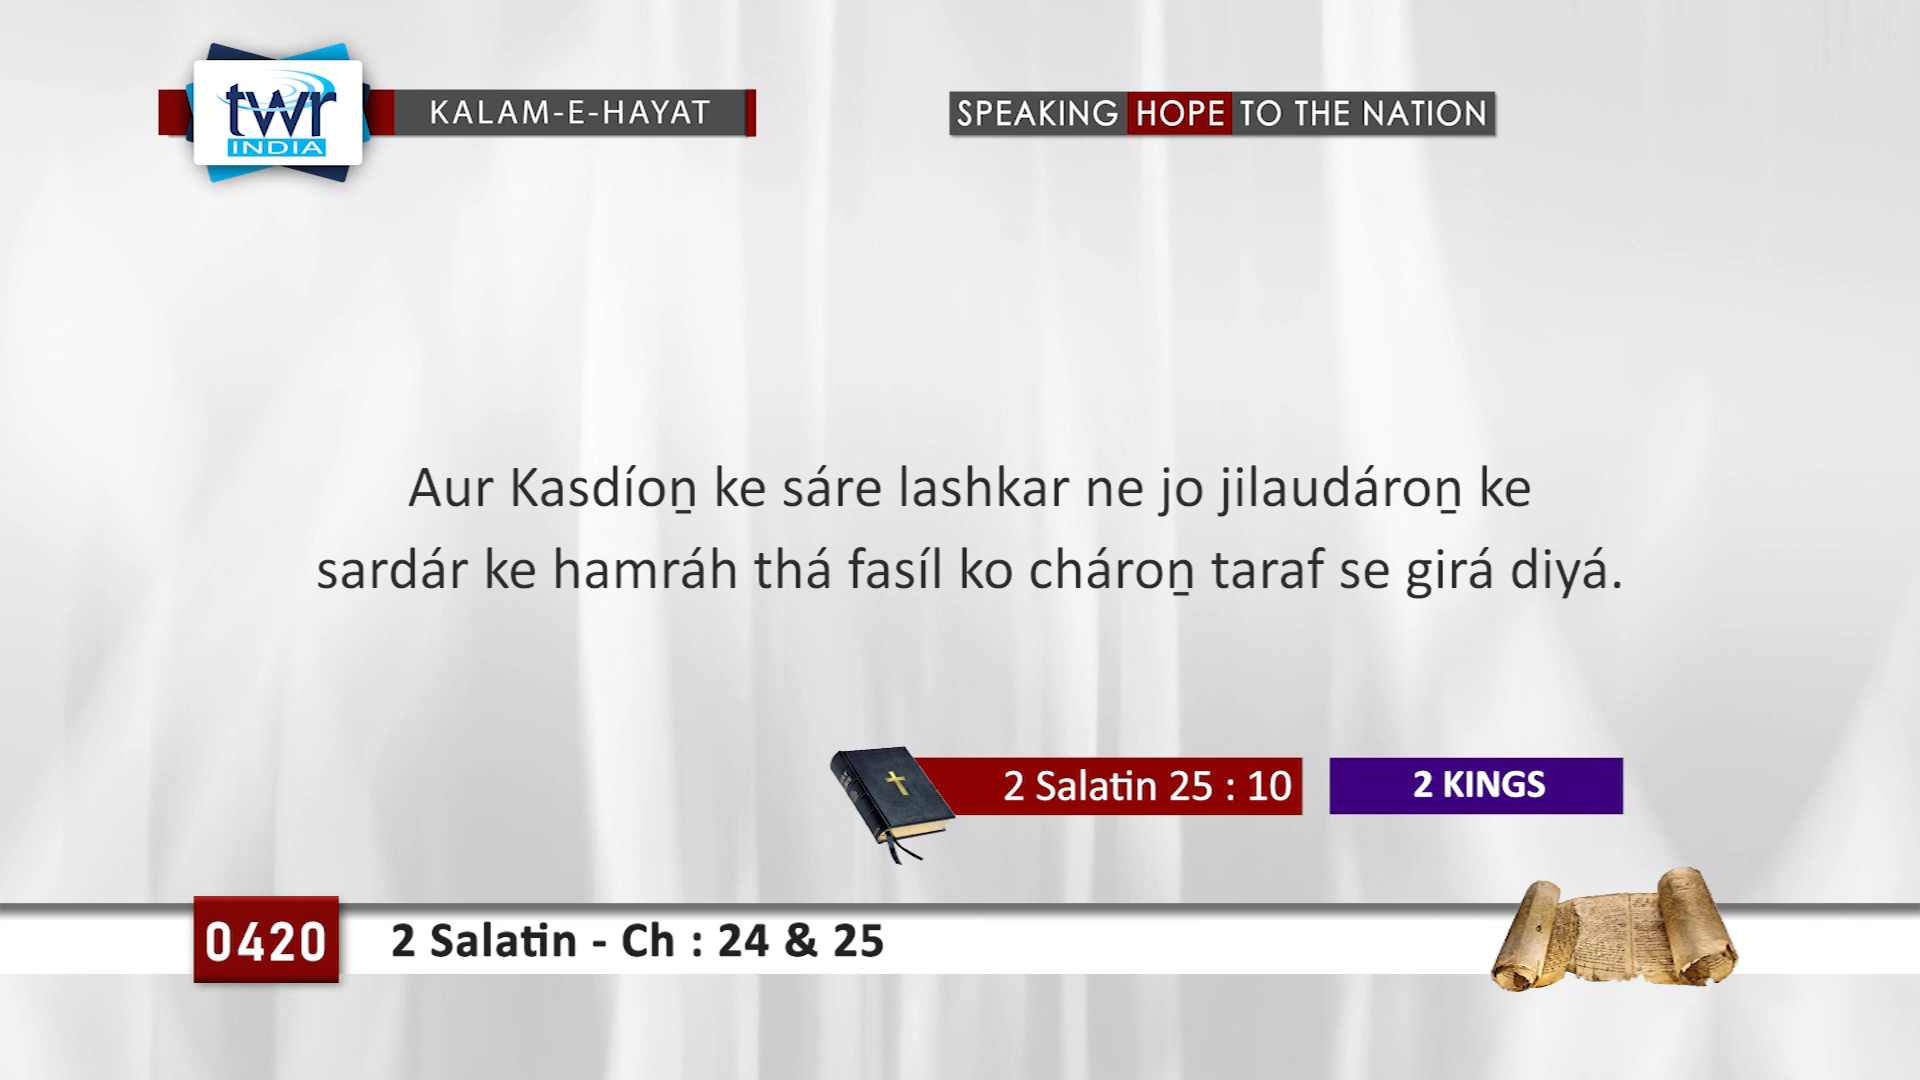 twr
INDIA
KALAM-E-HAYAT
SPEAKING HOPE TO THE NATION
Aur Kasdíoṉ ke sáre lashkar ne jo jilaudároṉ ke
sardár ke hamráh thá fasíl ko chároṉ taraf se girá diyá.
2 Salatin 25 : 10
2 KINGS
0420
2 Salatin - Ch : 24 & 25